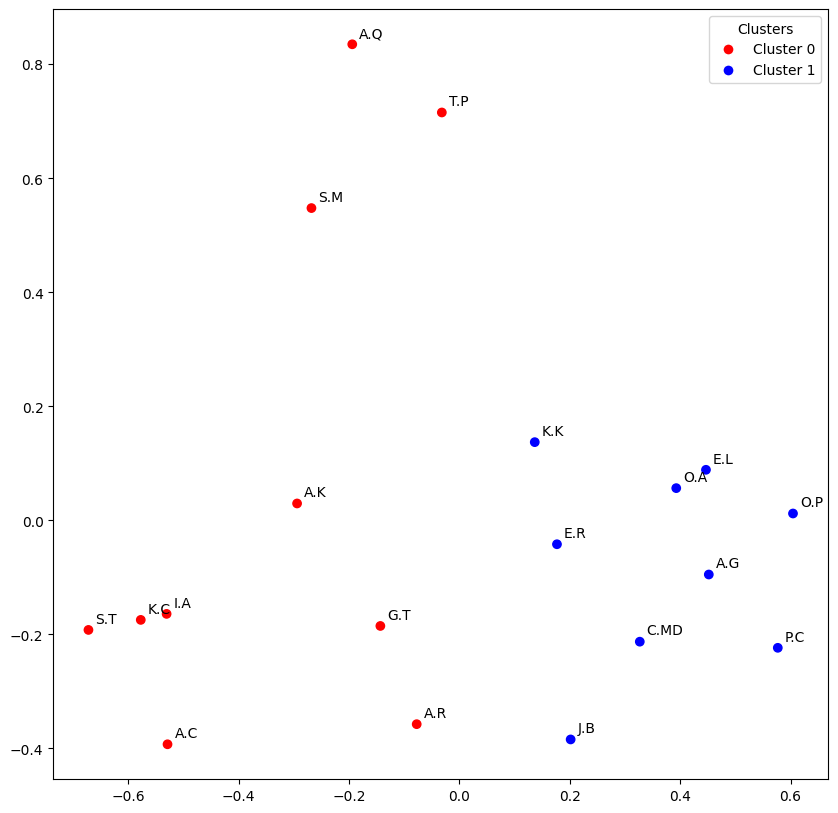 Clusters
Cluster 0
Cluster 1
A.Q
T.P
S.M
K.K
E.L
O.A
A.K
O.P
E.R
A.G
I.A
K.C
S.T
G.T
C.MD
P.C
A.R
A.C
J.B
0.8
0.6
0.4
0.2
0.0
−0.2
−0.4
−0.6 −0.4 −0.2 0.0 0.2 0.4 0.6